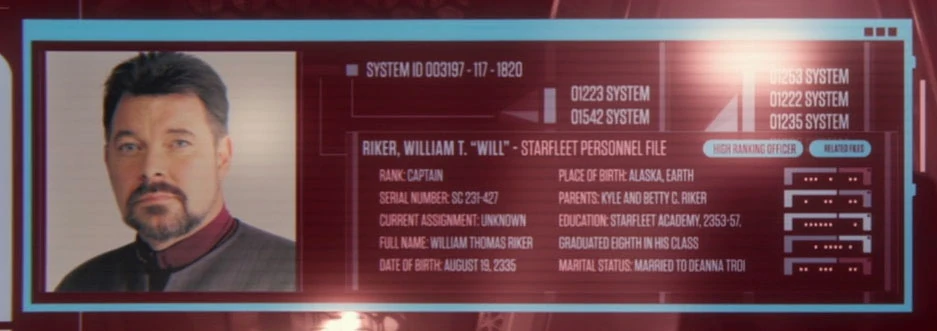 SYSTEM ID 003197 - 117 - 1820
01223 SYSTEM
01542 SYSTEM
01253 SYSTEM
01222 SYSTEM
01235 SYSTEM
RIKER, WILLIAM T. "WILL" - STARFLEET PERSONNEL FILE
HIGH RANKING OFFICER
RELATED FILES
RANK: CAPTAIN
SERIAL NUMBER: SC 231-427
CURRENT ASSIGNMENT: UNKNOWN
FULL NAME: WILLIAM THOMAS RIKER
DATE OF BIRTH: AUGUST 19, 2335
PLACE OF BIRTH: ALASKA, EARTH
PARENTS: KYLE AND BETTY C. RIKER
EDUCATION: STARFLEET ACADEMY, 2353-57,
GRADUATED EIGHTH IN HIS CLASS
MARITAL STATUS: MARRIED TO DEANNA TROI